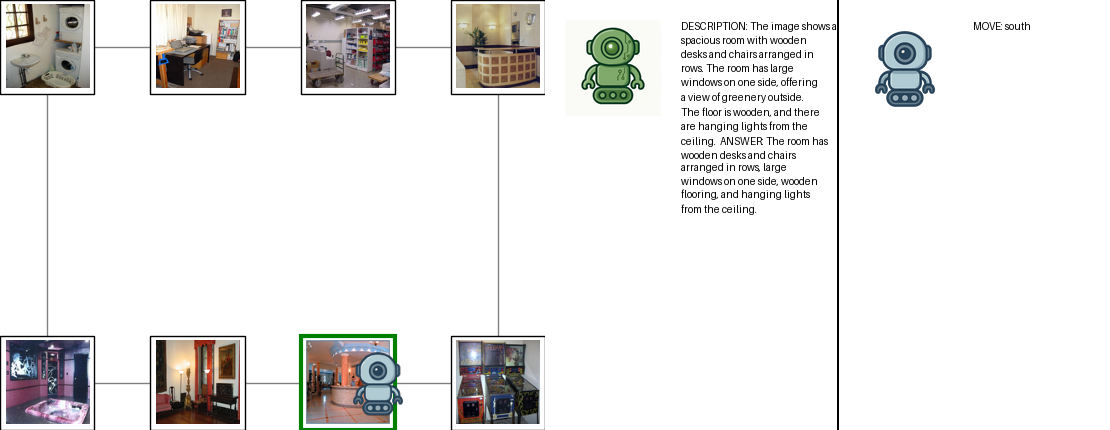 DESCRIPTION: The image shows a
spacious room with wooden
desks and chairs arranged in
rows. The room has large
windows on one side, offering
a view of greenery outside.
The floor is wooden, and there
are hanging lights from the
ceiling. ANSWER: The room has
wooden desks and chairs
arranged in rows, large
windows on one side, wooden
flooring, and hanging lights
from the ceiling.
MOVE: south